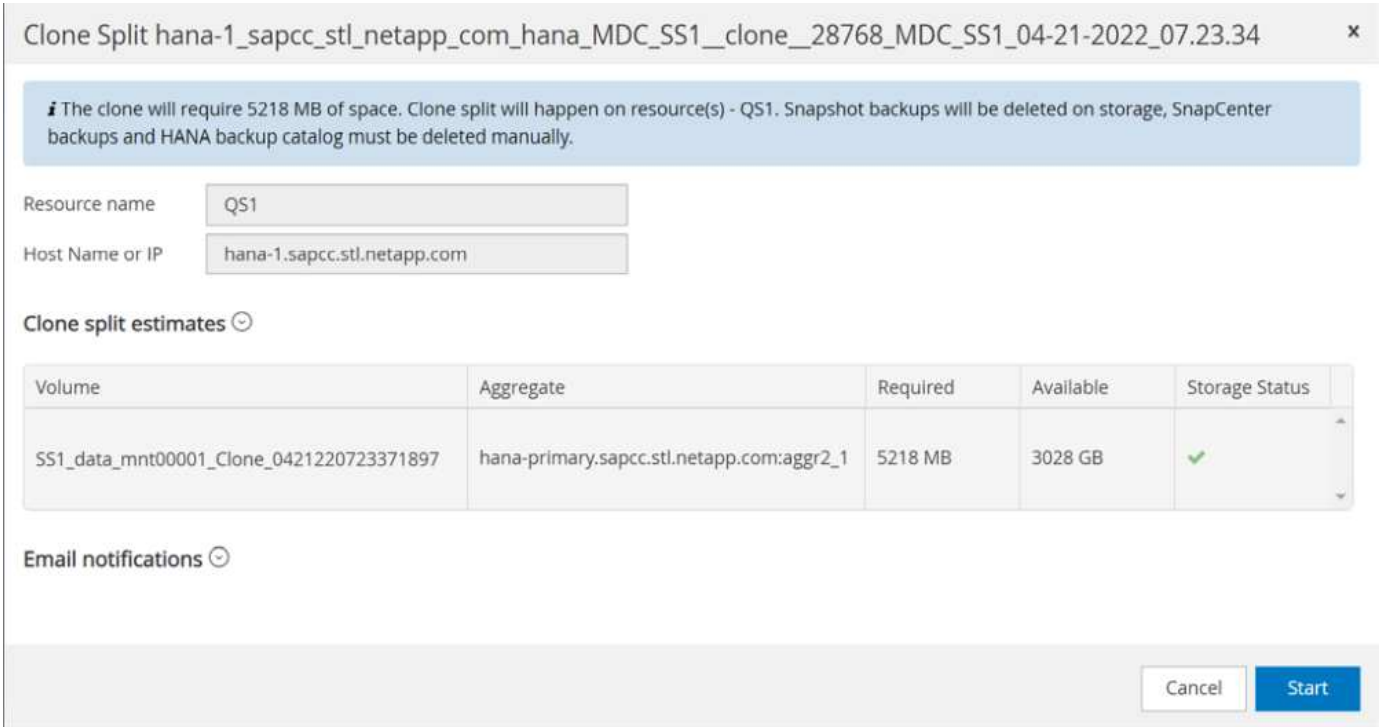 Clone Split hana-1_sapcc_stl_netapp_com_hana_MDC_SS1__clone__28768_MDC_SS1_04-21-2022_07.23.34 x
i The clone will require 5218 MB of space. Clone split will happen on resource(s) - QS1. Snapshot backups will be deleted on storage, SnapCenter
backups and HANA backup catalog must be deleted manually.
Resource name QS1
Host Name or IP hana-1.sapcc.stl.netapp.com
Clone split estimates
Volume Aggregate Required Available Storage Status
SS1_data_mnt00001_Clone_0421220723371897 hana-primary.sapcc.stl.netapp.com:aggr2_1 5218 MB 3028 GB
Email notifications
Cancel Start